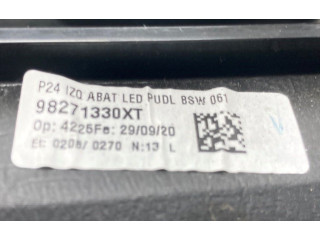 P24 IZQ ABAT LED PUDL BSW 061
98271330XT
Op: 4225Fe: 29/09/20
Et: 0208/ 0270 N:13 L